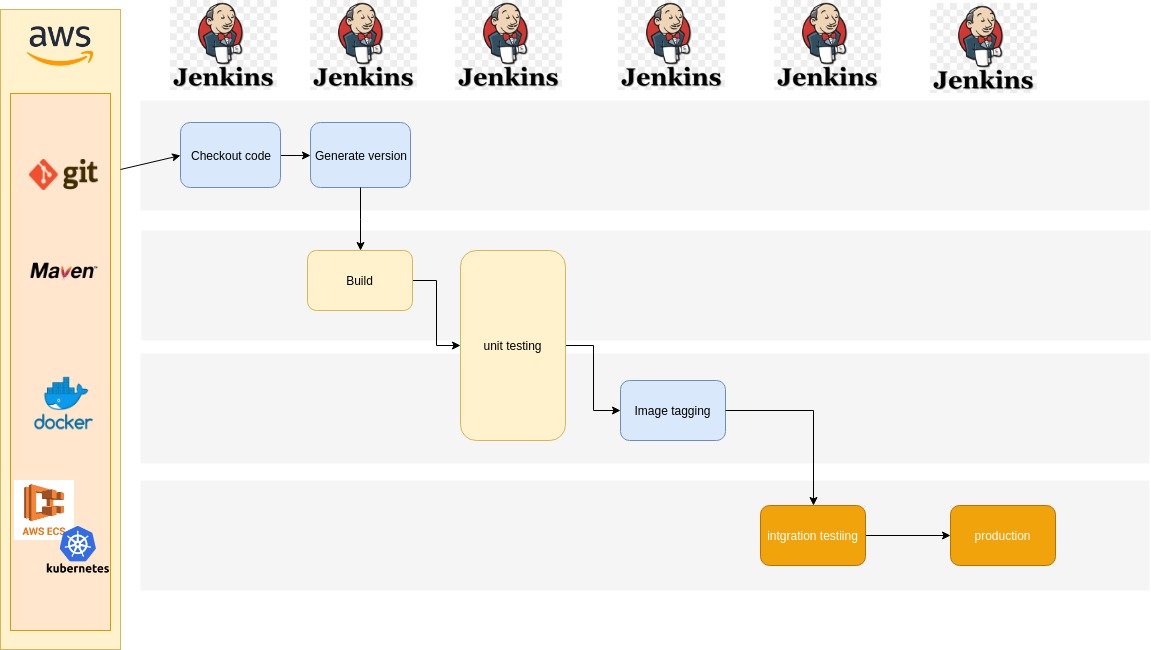 aws
Jenkins
Jenkins
Jenkins
Jenkins
Jenkins
Jenkins
git
Checkout code
Generate version
Maven™
Build
unit testing
docker
Image tagging
AWS ECS
kubernetes
intgration testiing
production